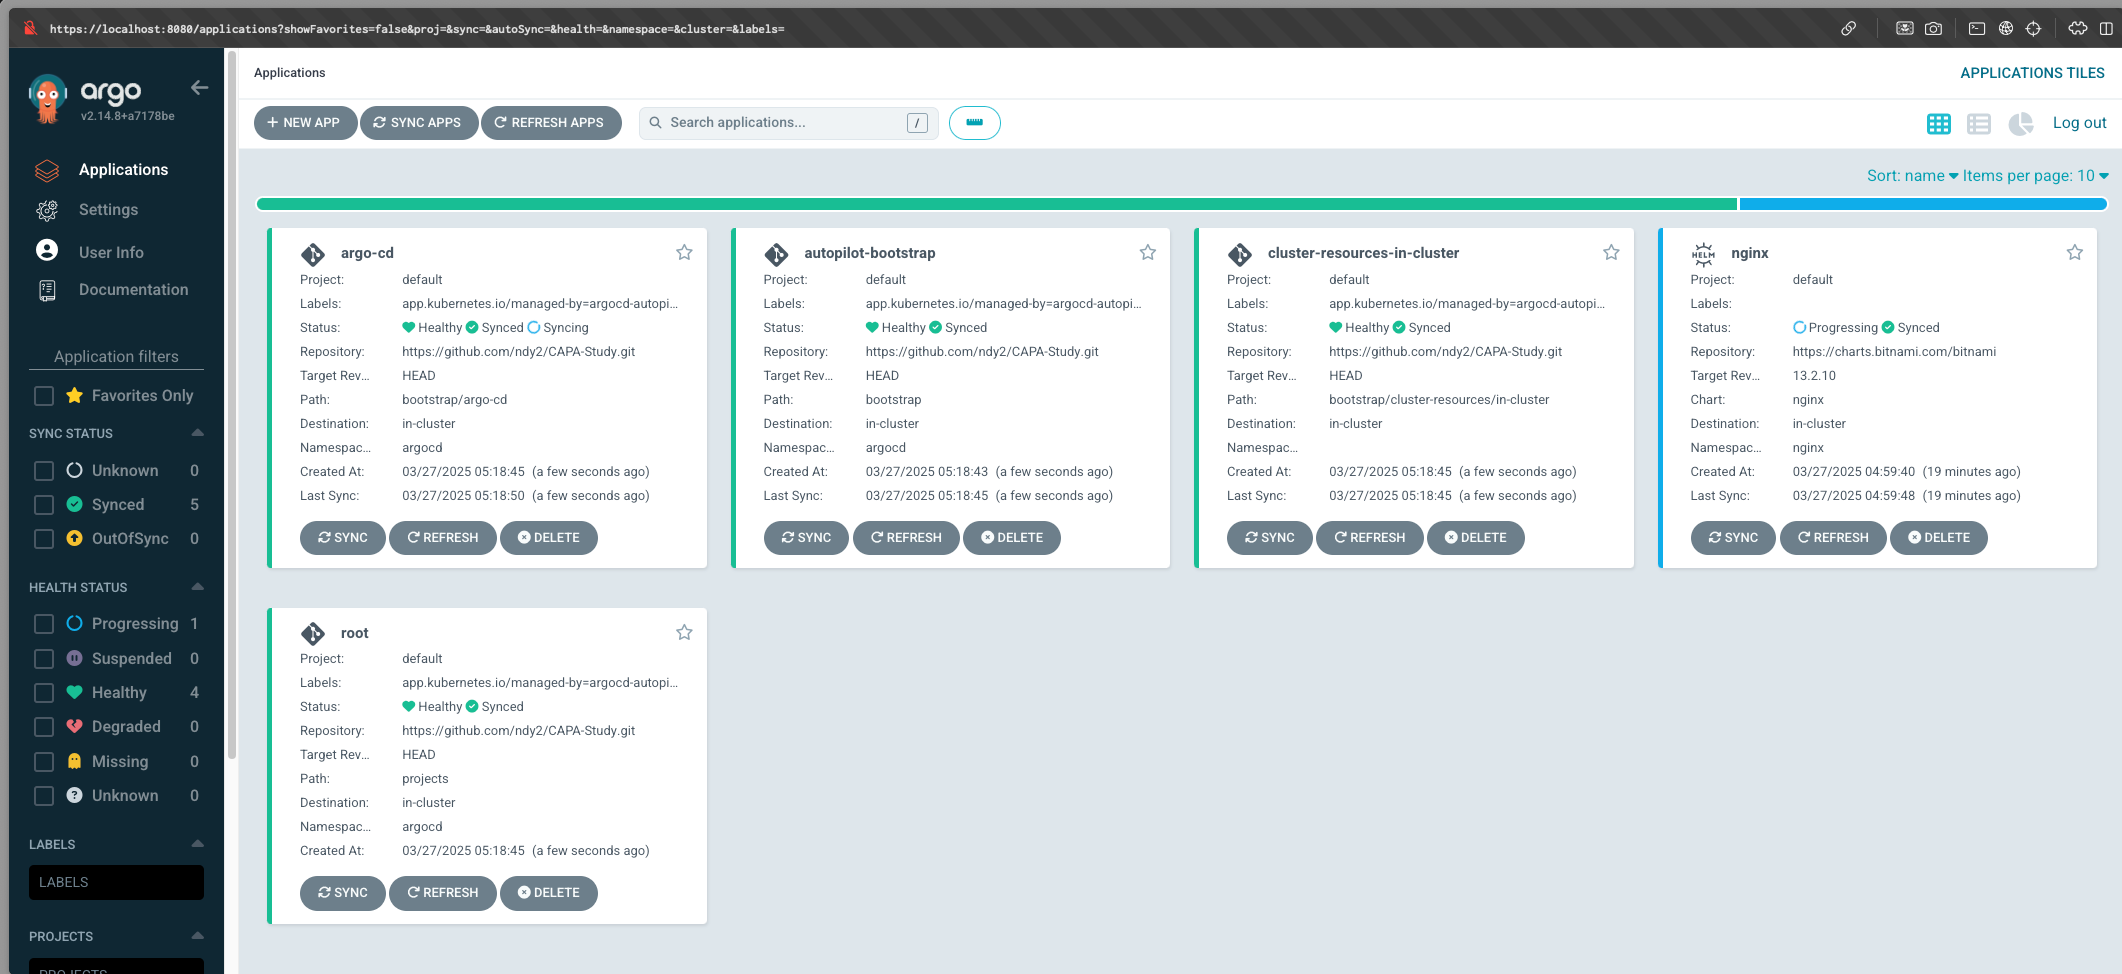 https://localhost:8080/applications?showFavorites=false&proj=&sync=&autoSync=&health=&namespace=&cluster=&labels=
argo
v2.14.8+a7178be
Applications
Settings
User Info
Documentation
Application filters
Favorites Only
SYNC STATUS
Unknown 0
Synced 5
OutOfSync 0
HEALTH STATUS
Progressing 1
Suspended 0
Healthy 4
Degraded 0
Missing 0
Unknown 0
LABELS
LABELS
PROJECTS
PROJECTS
Applications
APPLICATIONS TILES
NEW APP SYNC APPS REFRESH APPS Search applications... / Log out
Sort: name Items per page: 10
argo-cd
Project: default
Labels: app.kubernetes.io/managed-by=argocd-autopi...
Status: Healthy Synced Syncing
Repository: https://github.com/ndy2/CAPA-Study.git
Target Rev... HEAD
Path: bootstrap/argo-cd
Destination: in-cluster
Namespac... argocd
Created At: 03/27/2025 05:18:45 (a few seconds ago)
Last Sync: 03/27/2025 05:18:50 (a few seconds ago)
SYNC REFRESH DELETE
autopilot-bootstrap
Project: default
Labels: app.kubernetes.io/managed-by=argocd-autopi...
Status: Healthy Synced
Repository: https://github.com/ndy2/CAPA-Study.git
Target Rev... HEAD
Path: bootstrap
Destination: in-cluster
Namespac... argocd
Created At: 03/27/2025 05:18:43 (a few seconds ago)
Last Sync: 03/27/2025 05:18:45 (a few seconds ago)
SYNC REFRESH DELETE
cluster-resources-in-cluster
Project: default
Labels: app.kubernetes.io/managed-by=argocd-autopi...
Status: Healthy Synced
Repository: https://github.com/ndy2/CAPA-Study.git
Target Rev... HEAD
Path: bootstrap/cluster-resources/in-cluster
Destination: in-cluster
Namespac...
Created At: 03/27/2025 05:18:45 (a few seconds ago)
Last Sync: 03/27/2025 05:18:45 (a few seconds ago)
SYNC REFRESH DELETE
HELM nginx
Project: default
Labels:
Status: Progressing Synced
Repository: https://charts.bitnami.com/bitnami
Target Rev... 13.2.10
Chart: nginx
Destination: in-cluster
Namespac... nginx
Created At: 03/27/2025 04:59:40 (19 minutes ago)
Last Sync: 03/27/2025 04:59:48 (19 minutes ago)
SYNC REFRESH DELETE
root
Project: default
Labels: app.kubernetes.io/managed-by=argocd-autopi...
Status: Healthy Synced
Repository: https://github.com/ndy2/CAPA-Study.git
Target Rev... HEAD
Path: projects
Destination: in-cluster
Namespac... argocd
Created At: 03/27/2025 05:18:45 (a few seconds ago)
SYNC REFRESH DELETE